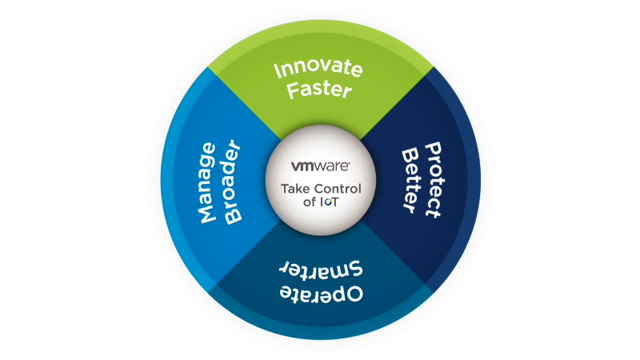 Innovate
Faster
Protect
Better
Operate
Smarter
Manage
Broader
vmware®
Take Control
of IoT